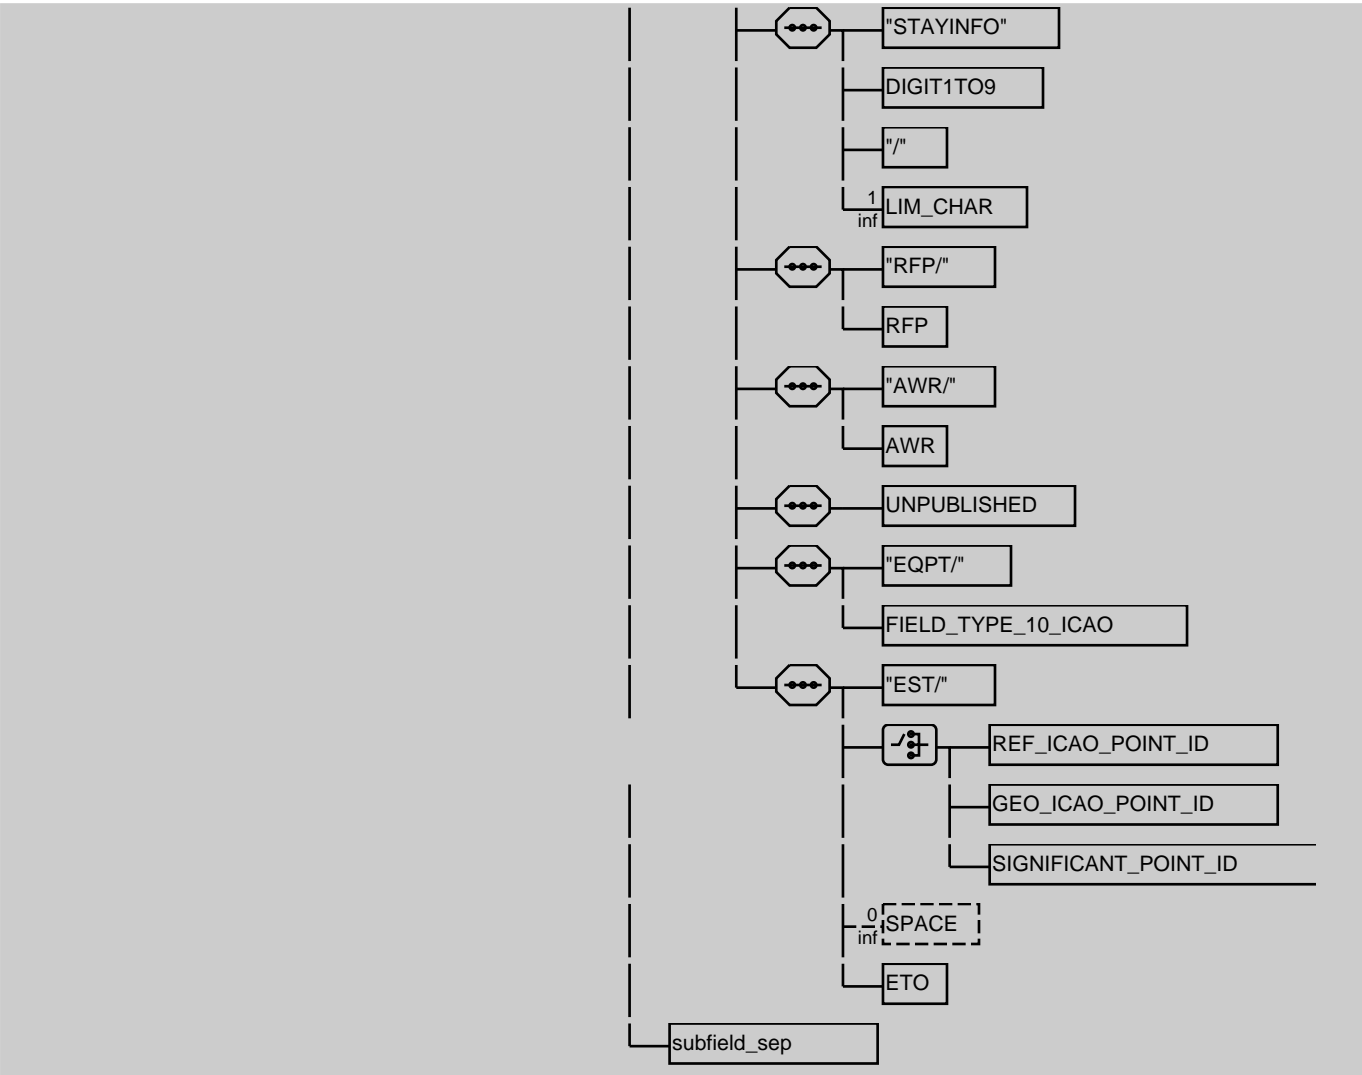 "STAYINFO"
DIGIT1TO9
"/"
1
inf
LIM_CHAR
"RFP/"
RFP
"AWR/"
AWR
UNPUBLISHED
"EQPT/"
FIELD_TYPE_10_ICAO
"EST/"
REF_ICAO_POINT_ID
GEO_ICAO_POINT_ID
SIGNIFICANT_POINT_ID
0
inf
SPACE
ETO
subfield_sep